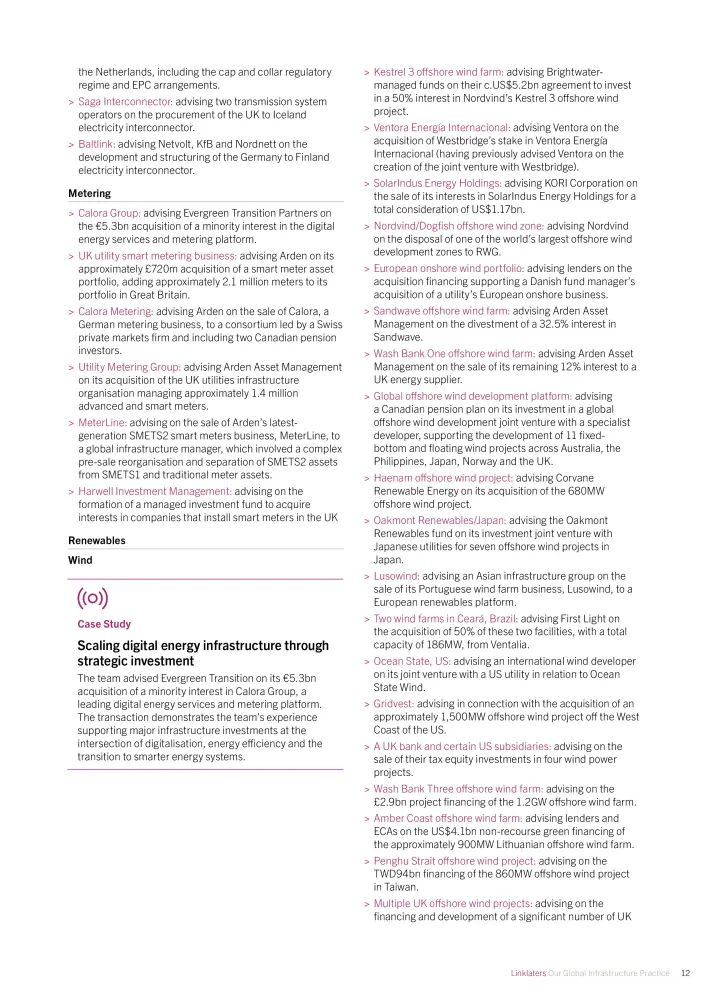 the Netherlands, including the cap and collar regulatory
regime and EPC arrangements.
> Saga Interconnector: advising two transmission system
operators on the procurement of the UK to Iceland
electricity interconnector.
> Baltlink: advising Netvolt, KfB and Nordnett on the
development and structuring of the Germany to Finland
electricity interconnector.
Metering
> Calora Group: advising Evergreen Transition Partners on
the €5.3bn acquisition of a minority interest in the digital
energy services and metering platform.
> UK utility smart metering business: advising Arden on its
approximately £720m acquisition of a smart meter asset
portfolio, adding approximately 2.1 million meters to its
portfolio in Great Britain.
> Calora Metering: advising Arden on the sale of Calora, a
German metering business, to a consortium led by a Swiss
private markets firm and including two Canadian pension
investors.
> Utility Metering Group: advising Arden Asset Management
on its acquisition of the UK utilities infrastructure
organisation managing approximately 1.4 million
advanced and smart meters.
> MeterLine: advising on the sale of Arden’s latest-
generation SMETS2 smart meters business, MeterLine, to
a global infrastructure manager, which involved a complex
pre-sale reorganisation and separation of SMETS2 assets
from SMETS1 and traditional meter assets.
> Harwell Investment Management: advising on the
formation of a managed investment fund to acquire
interests in companies that install smart meters in the UK
Renewables
Wind
Case Study
Scaling digital energy infrastructure through
strategic investment
The team advised Evergreen Transition on its €5.3bn
acquisition of a minority interest in Calora Group, a
leading digital energy services and metering platform.
The transaction demonstrates the team’s experience
supporting major infrastructure investments at the
intersection of digitalisation, energy efficiency and the
transition to smarter energy systems.
> Kestrel 3 offshore wind farm: advising Brightwater-
managed funds on their c.US$5.2bn agreement to invest
in a 50% interest in Nordvind’s Kestrel 3 offshore wind
project.
> Ventora Energía Internacional: advising Ventora on the
acquisition of Westbridge’s stake in Ventora Energía
Internacional (having previously advised Ventora on the
creation of the joint venture with Westbridge).
> SolarIndus Energy Holdings: advising KORI Corporation on
the sale of its interests in SolarIndus Energy Holdings for a
total consideration of US$1.17bn.
> Nordvind/Dogfish offshore wind zone: advising Nordvind
on the disposal of one of the world’s largest offshore wind
development zones to RWG.
> European onshore wind portfolio: advising lenders on the
acquisition financing supporting a Danish fund manager’s
acquisition of a utility’s European onshore business.
> Sandwave offshore wind farm: advising Arden Asset
Management on the divestment of a 32.5% interest in
Sandwave.
> Wash Bank One offshore wind farm: advising Arden Asset
Management on the sale of its remaining 12% interest to a
UK energy supplier.
> Global offshore wind development platform: advising
a Canadian pension plan on its investment in a global
offshore wind development joint venture with a specialist
developer, supporting the development of 11 fixed-
bottom and floating wind projects across Australia, the
Philippines, Japan, Norway and the UK.
> Haenam offshore wind project: advising Corvane
Renewable Energy on its acquisition of the 680MW
offshore wind project.
> Oakmont Renewables/Japan: advising the Oakmont
Renewables fund on its investment joint venture with
Japanese utilities for seven offshore wind projects in
Japan.
> Lusowind: advising an Asian infrastructure group on the
sale of its Portuguese wind farm business, Lusowind, to a
European renewables platform.
> Two wind farms in Ceará, Brazil: advising First Light on
the acquisition of 50% of these two facilities, with a total
capacity of 186MW, from Ventalia.
> Ocean State, US: advising an international wind developer
on its joint venture with a US utility in relation to Ocean
State Wind.
> Gridvest: advising in connection with the acquisition of an
approximately 1,500MW offshore wind project off the West
Coast of the US.
> A UK bank and certain US subsidiaries: advising on the
sale of their tax equity investments in four wind power
projects.
> Wash Bank Three offshore wind farm: advising on the
£2.9bn project financing of the 1.2GW offshore wind farm.
> Amber Coast offshore wind farm: advising lenders and
ECAs on the US$4.1bn non-recourse green financing of
the approximately 900MW Lithuanian offshore wind farm.
> Penghu Strait offshore wind project: advising on the
TWD94bn financing of the 860MW offshore wind project
in Taiwan.
> Multiple UK offshore wind projects: advising on the
financing and development of a significant number of UK
Linklaters Our Global Infrastructure Practice 12